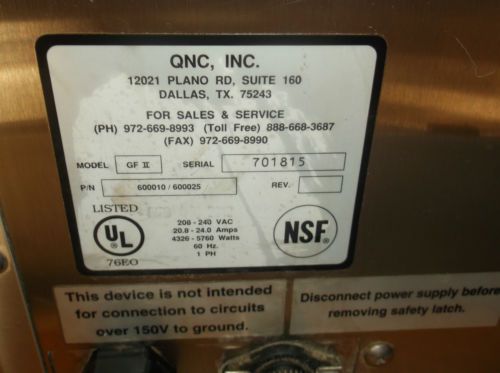 QNC, INC.
12021 PLANO RD, SUITE 160
DALLAS, TX. 75243
FOR SALES & SERVICE
(PH) 972-669-8993 (Toll Free) 888-668-3687
(FAX) 972-669-8990
MODEL GF II SERIAL 701815
P/N 600010 / 600025 REV.
LISTED
UL
76EO
208 - 240 VAC
20.8 - 24.0 Amps
4326 - 5760 Watts
60 Hz.
1 PH
NSF
This device is not intended
for connection to circuits
over 150V to ground.
Disconnect power supply before
removing safety latch.